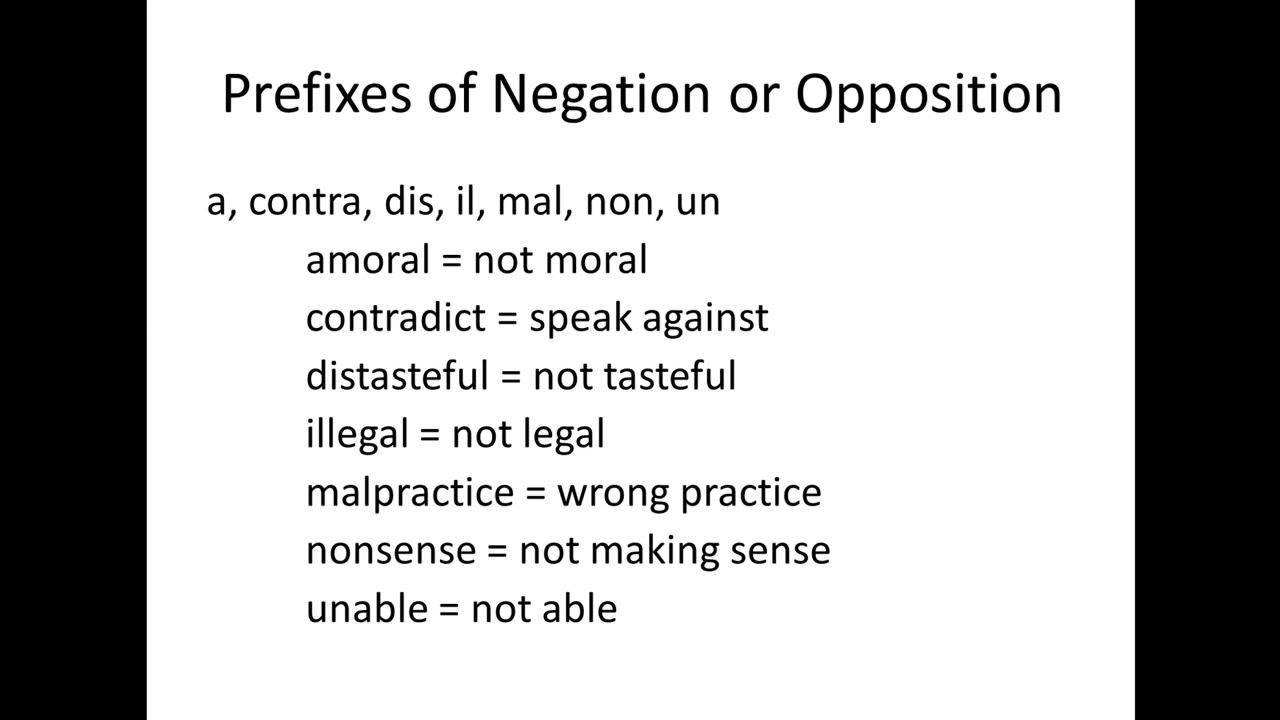 Prefixes of Negation or Opposition
a, contra, dis, il, mal, non, un
amoral = not moral
contradict = speak against
distasteful = not tasteful
illegal = not legal
malpractice = wrong practice
nonsense = not making sense
unable = not able